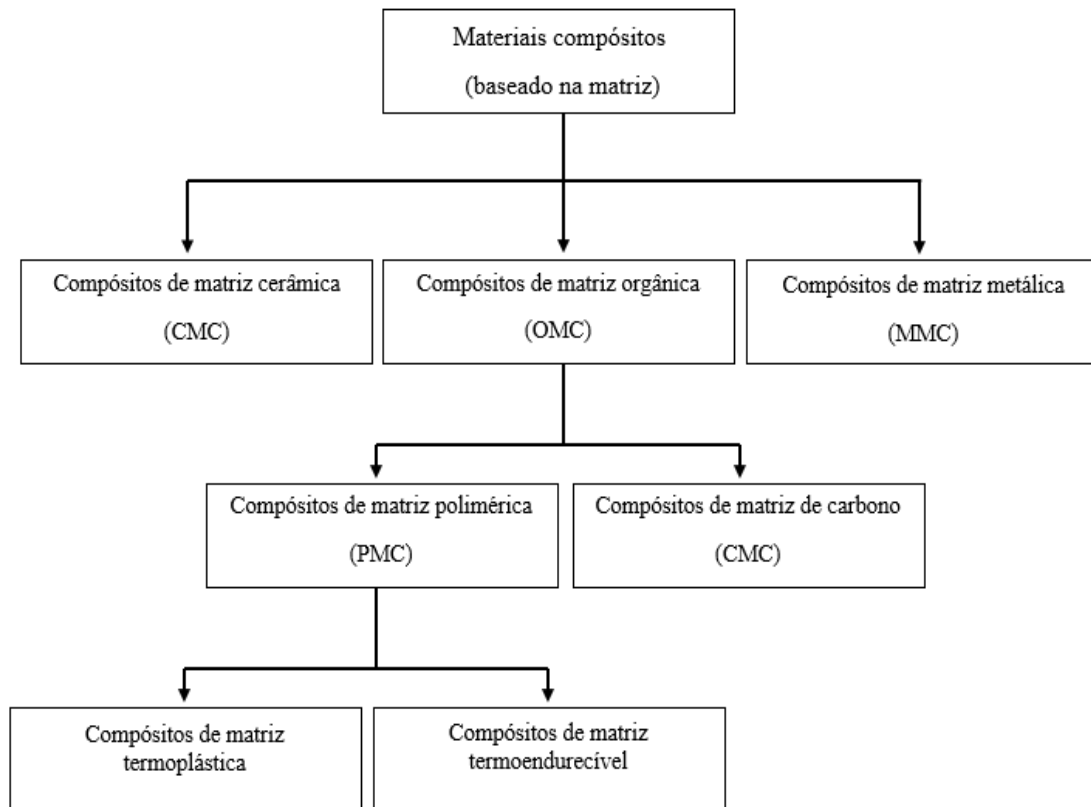 Materiais compósitos
(baseado na matriz)
Compósitos de matriz cerâmica
(CMC)
Compósitos de matriz orgânica
(OMC)
Compósitos de matriz metálica
(MMC)
Compósitos de matriz polimérica
(PMC)
Compósitos de matriz de carbono
(CMC)
Compósitos de matriz
termoplástica
Compósitos de matriz
termoendurecível